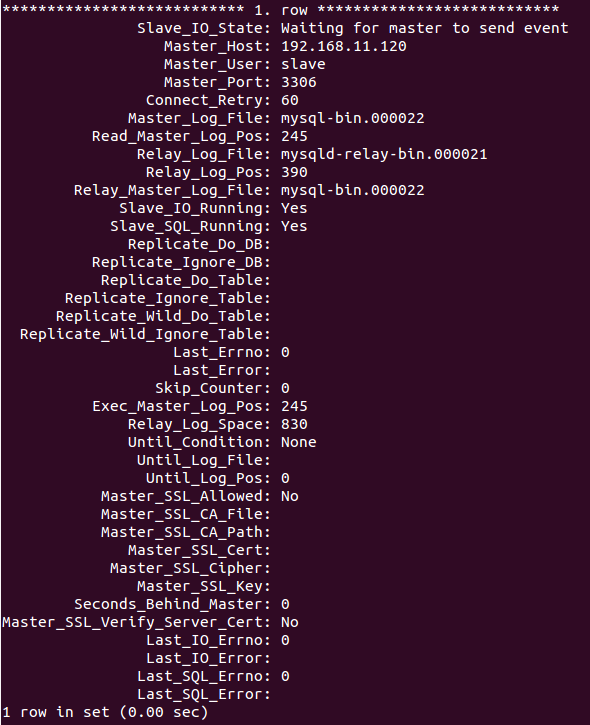 *************************** 1. row ***************************
Slave_IO_State: Waiting for master to send event
Master_Host: 192.168.11.120
Master_User: slave
Master_Port: 3306
Connect_Retry: 60
Master_Log_File: mysql-bin.000022
Read_Master_Log_Pos: 245
Relay_Log_File: mysqld-relay-bin.000021
Relay_Log_Pos: 390
Relay_Master_Log_File: mysql-bin.000022
Slave_IO_Running: Yes
Slave_SQL_Running: Yes
Replicate_Do_DB:
Replicate_Ignore_DB:
Replicate_Do_Table:
Replicate_Ignore_Table:
Replicate_Wild_Do_Table:
Replicate_Wild_Ignore_Table:
Last_Errno: 0
Last_Error:
Skip_Counter: 0
Exec_Master_Log_Pos: 245
Relay_Log_Space: 830
Until_Condition: None
Until_Log_File:
Until_Log_Pos: 0
Master_SSL_Allowed: No
Master_SSL_CA_File:
Master_SSL_CA_Path:
Master_SSL_Cert:
Master_SSL_Cipher:
Master_SSL_Key:
Seconds_Behind_Master: 0
Master_SSL_Verify_Server_Cert: No
Last_IO_Errno: 0
Last_IO_Error:
Last_SQL_Errno: 0
Last_SQL_Error:
1 row in set (0.00 sec)